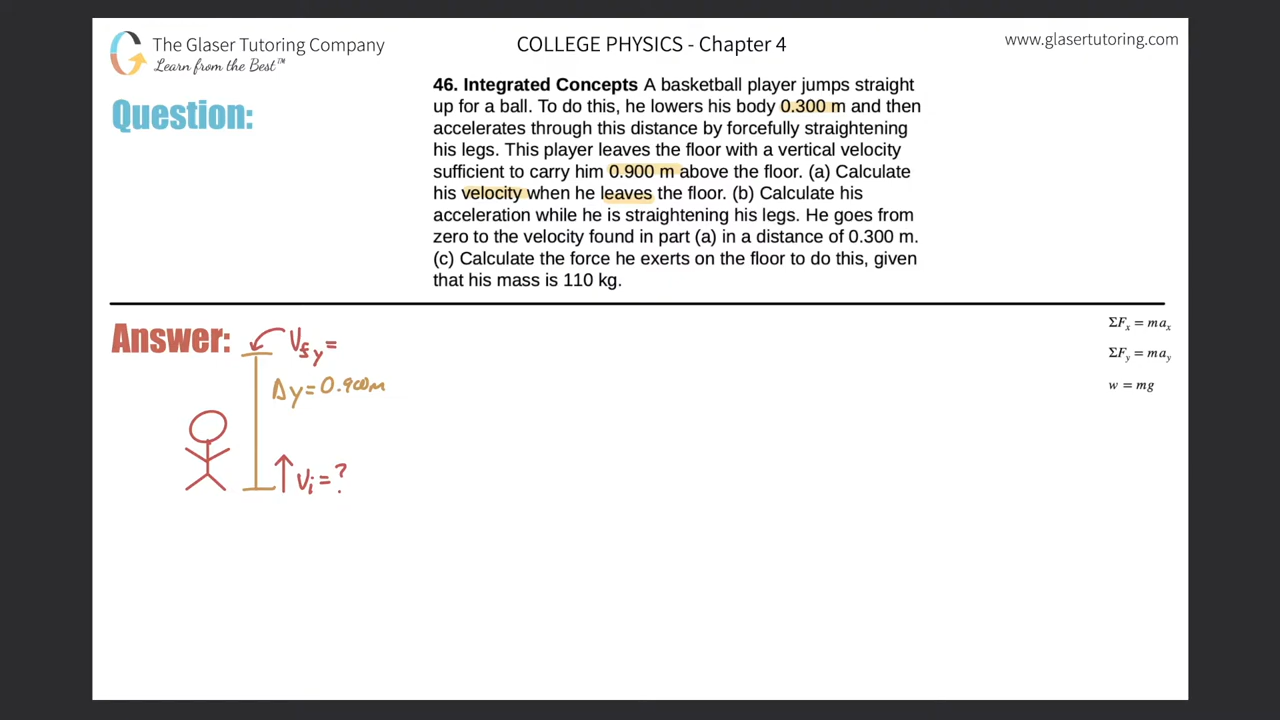 The Glaser Tutoring Company
Learn from the Best™
COLLEGE PHYSICS - Chapter 4
www.glasertutoring.com
Question:
46. Integrated Concepts A basketball player jumps straight
up for a ball. To do this, he lowers his body 0.300 m and then
accelerates through this distance by forcefully straightening
his legs. This player leaves the floor with a vertical velocity
sufficient to carry him 0.900 m above the floor. (a) Calculate
his velocity when he leaves the floor. (b) Calculate his
acceleration while he is straightening his legs. He goes from
zero to the velocity found in part (a) in a distance of 0.300 m.
(c) Calculate the force he exerts on the floor to do this, given
that his mass is 110 kg.
Answer:
V_fy =
Δy = 0.900m
V_i = ?
ΣF_x = ma_x
ΣF_y = ma_y
w = mg